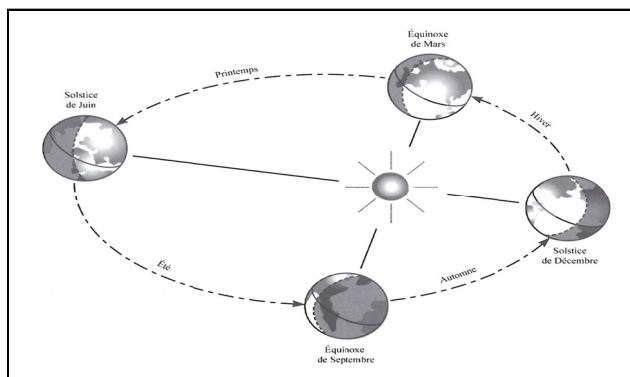 Équinoxe
de Mars
Printemps
Solstice
de Juin
Hiver
Solstice
de Décembre
Été
Automne
Équinoxe
de Septembre